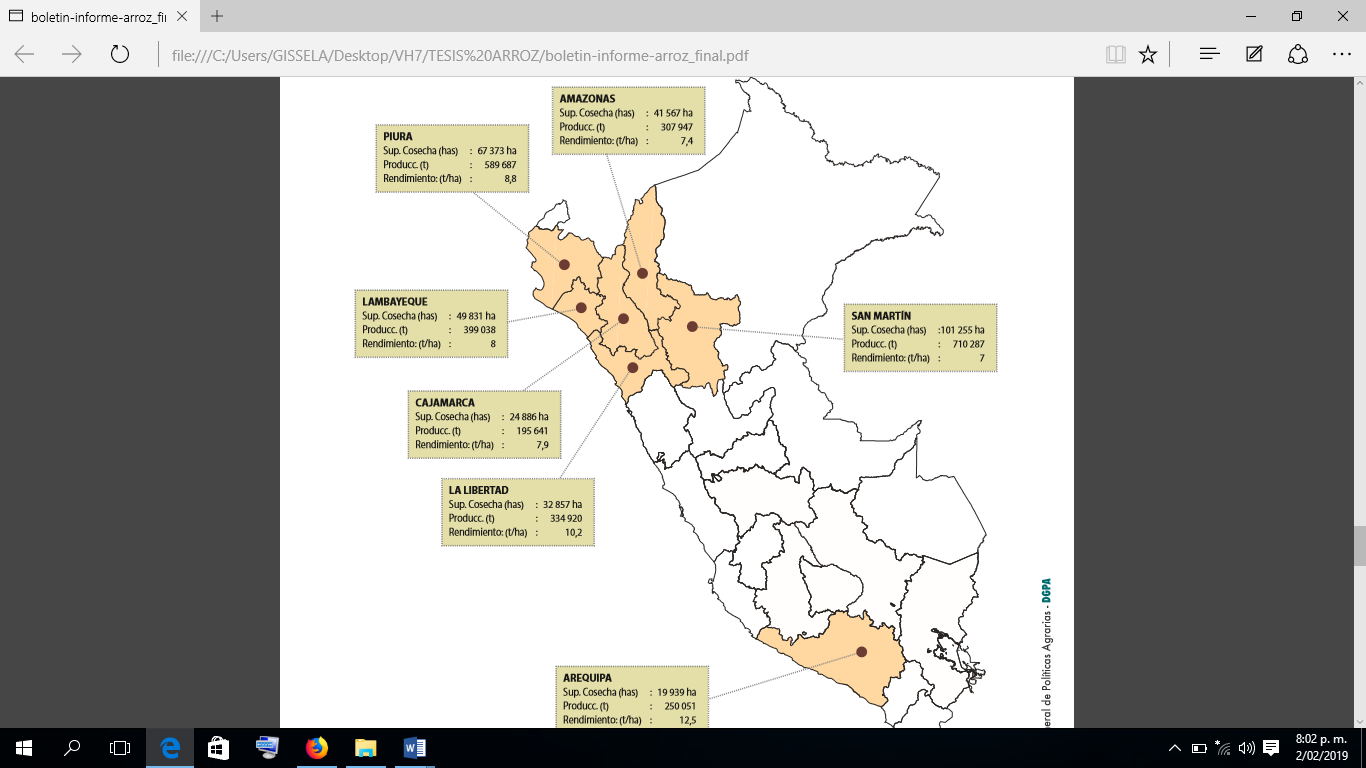 boletin-informe-arroz_fii
file:///C:/Users/GISSELA/Desktop/VH7/TESIS%20ARROZ/boletin-informe-arroz_final.pdf
AMAZONAS
Sup. Cosecha (has) : 41 567 ha
Producc. (t) : 307 947
Rendimiento: (t/ha) : 7,4
PIURA
Sup. Cosecha (has) : 67 373 ha
Producc. (t) : 589 687
Rendimiento: (t/ha) : 8,8
LAMBAYEQUE
Sup. Cosecha (has) : 49 831 ha
Producc. (t) : 399 038
Rendimiento: (t/ha) : 8
SAN MARTÍN
Sup. Cosecha (has) :101 255 ha
Producc. (t) : 710 287
Rendimiento: (t/ha) : 7
CAJAMARCA
Sup. Cosecha (has) : 24 886 ha
Producc. (t) : 195 641
Rendimiento: (t/ha) : 7,9
LA LIBERTAD
Sup. Cosecha (has) : 32 857 ha
Producc. (t) : 334 920
Rendimiento: (t/ha) : 10,2
AREQUIPA
Sup. Cosecha (has) : 19 939 ha
Producc. (t) : 250 051
Rendimiento: (t/ha) : 12,5
neral de Políticas Agrarias - DGPA
8:02 p. m.
2/02/2019